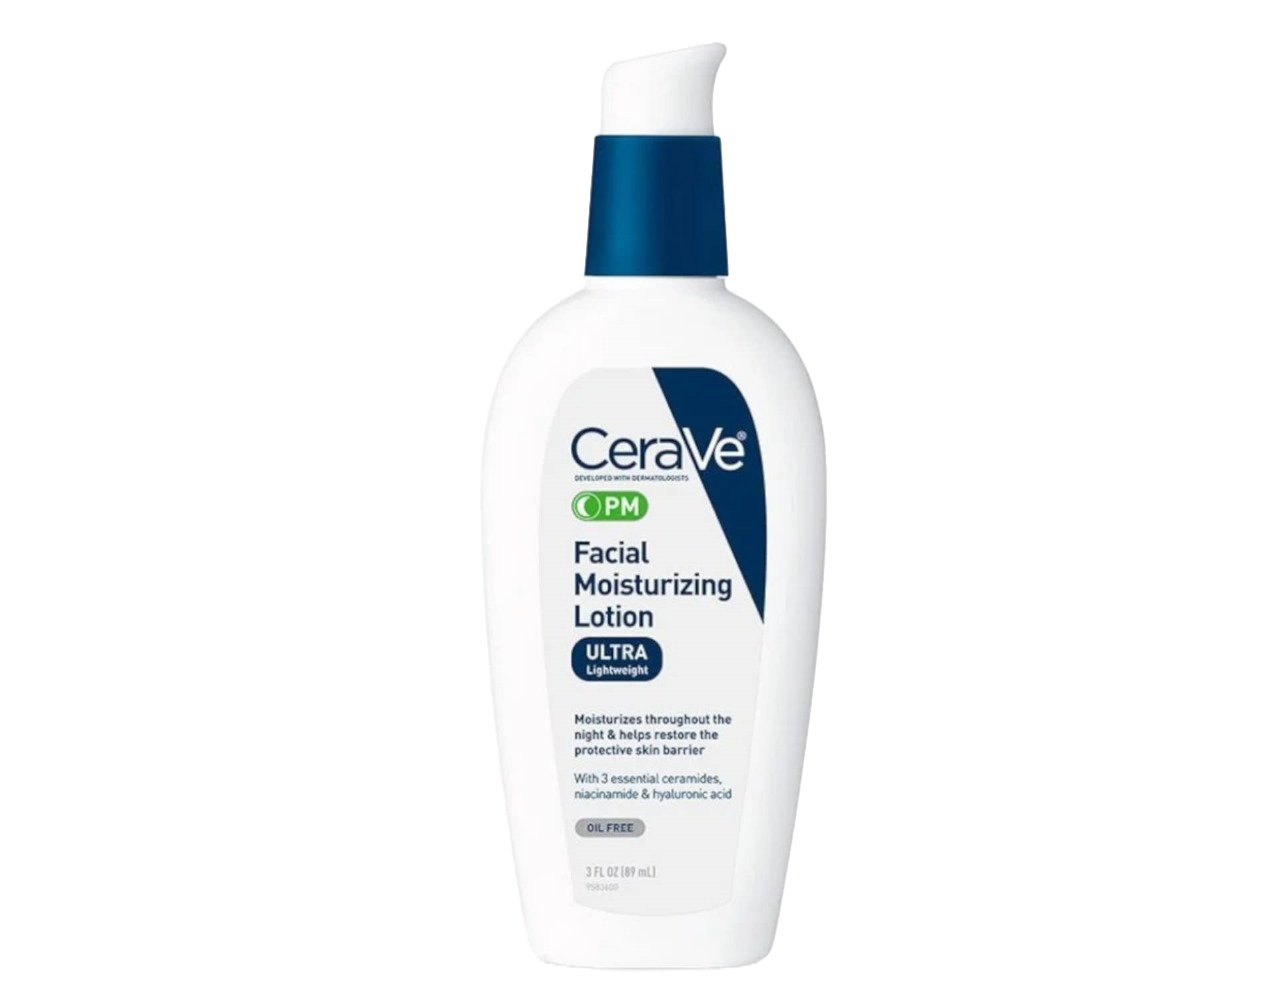 CeraVe®
DEVELOPED WITH DERMATOLOGISTS
PM
Facial
Moisturizing
Lotion
ULTRA
Lightweight
Moisturizes throughout the
night & helps restore the
protective skin barrier
With 3 essential ceramides,
niacinamide & hyaluronic acid
OIL FREE
3 FL OZ (89 mL)